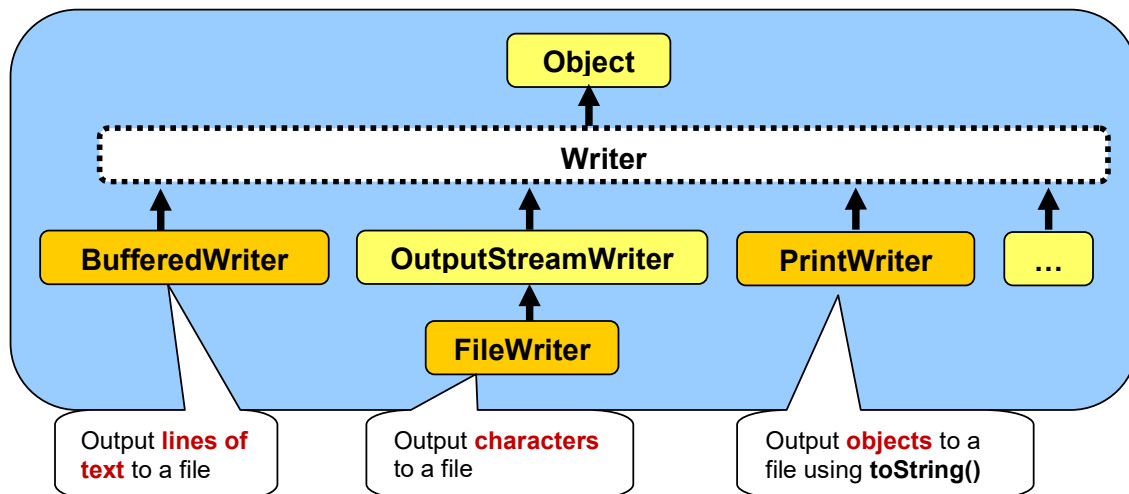 Object
Writer
BufferedWriter
OutputStreamWriter
PrintWriter
...
FileWriter
Output lines of
text to a file
Output characters
to a file
Output objects to a
file using toString()